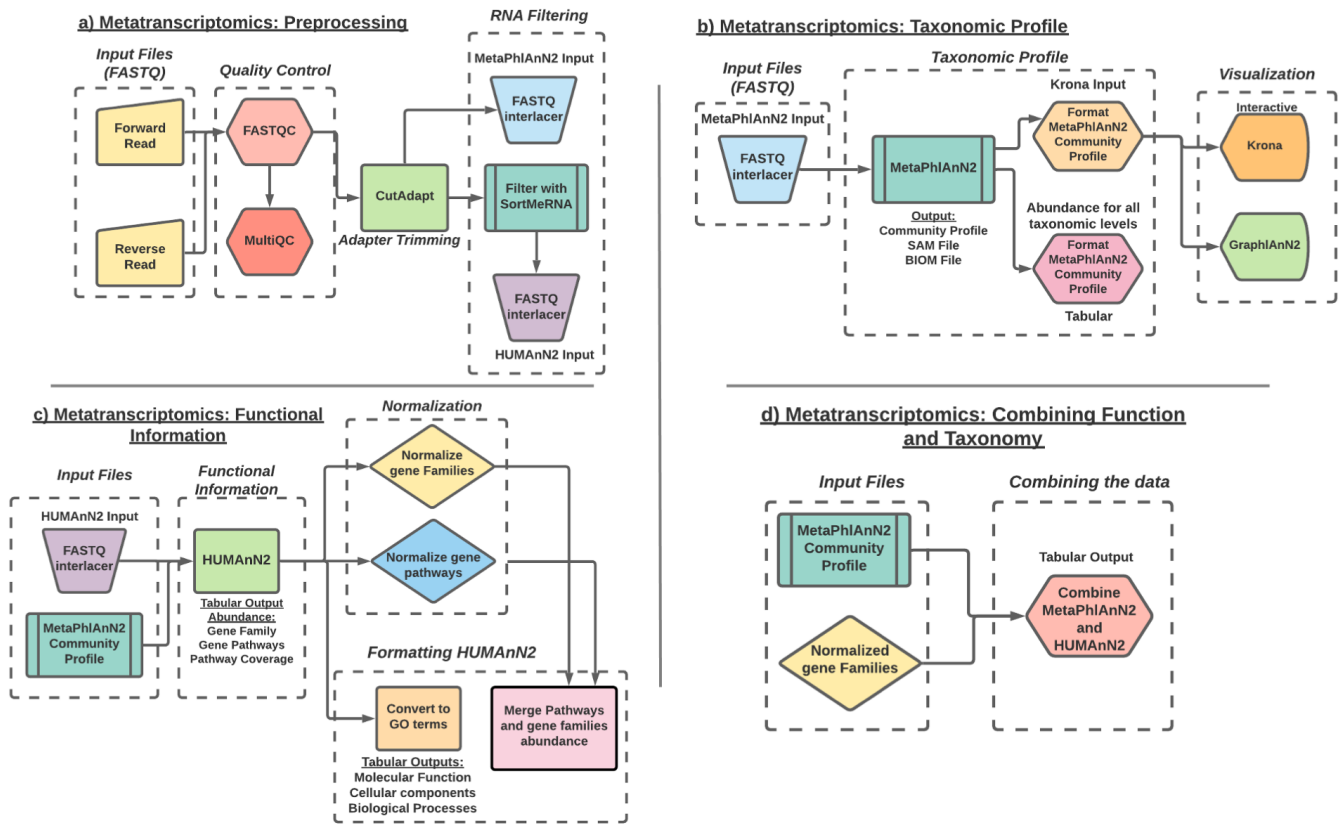 a) Metatranscriptomics: Preprocessing
Input Files
(FASTQ)
Forward
Read
Reverse
Read
Quality Control
FASTQC
MultiQC
CutAdapt
Adapter Trimming
RNA Filtering
MetaPhlAnN2 Input
FASTQ
interlacer
Filter with
SortMeRNA
FASTQ
interlacer
HUMAnN2 Input
b) Metatranscriptomics: Taxonomic Profile
Input Files
(FASTQ)
MetaPhlAnN2 Input
FASTQ
interlacer
Taxonomic Profile
MetaPhlAnN2
Output:
Community Profile
SAM File
BIOM File
Krona Input
Format
MetaPhlAnN2
Community
Profile
Abundance for all
taxonomic levels
Format
MetaPhlAnN2
Community
Profile
Tabular
Visualization
Interactive
Krona
GraphlAnN2
c) Metatranscriptomics: Functional
Information
Input Files
HUMAnN2 Input
FASTQ
interlacer
MetaPhlAnN2
Community
Profile
Functional
Information
HUMAnN2
Tabular Output
Abundance:
Gene Family
Gene Pathways
Pathway Coverage
Normalization
Normalize
gene Families
Normalize gene
pathways
Formatting HUMAnN2
Convert to
GO terms
Tabular Outputs:
Molecular Function
Cellular components
Biological Processes
Merge Pathways
and gene families
abundance
d) Metatranscriptomics: Combining Function
and Taxonomy
Input Files
MetaPhlAnN2
Community
Profile
Normalized
gene Families
Combining the data
Tabular Output
Combine
MetaPhlAnN2
and
HUMAnN2